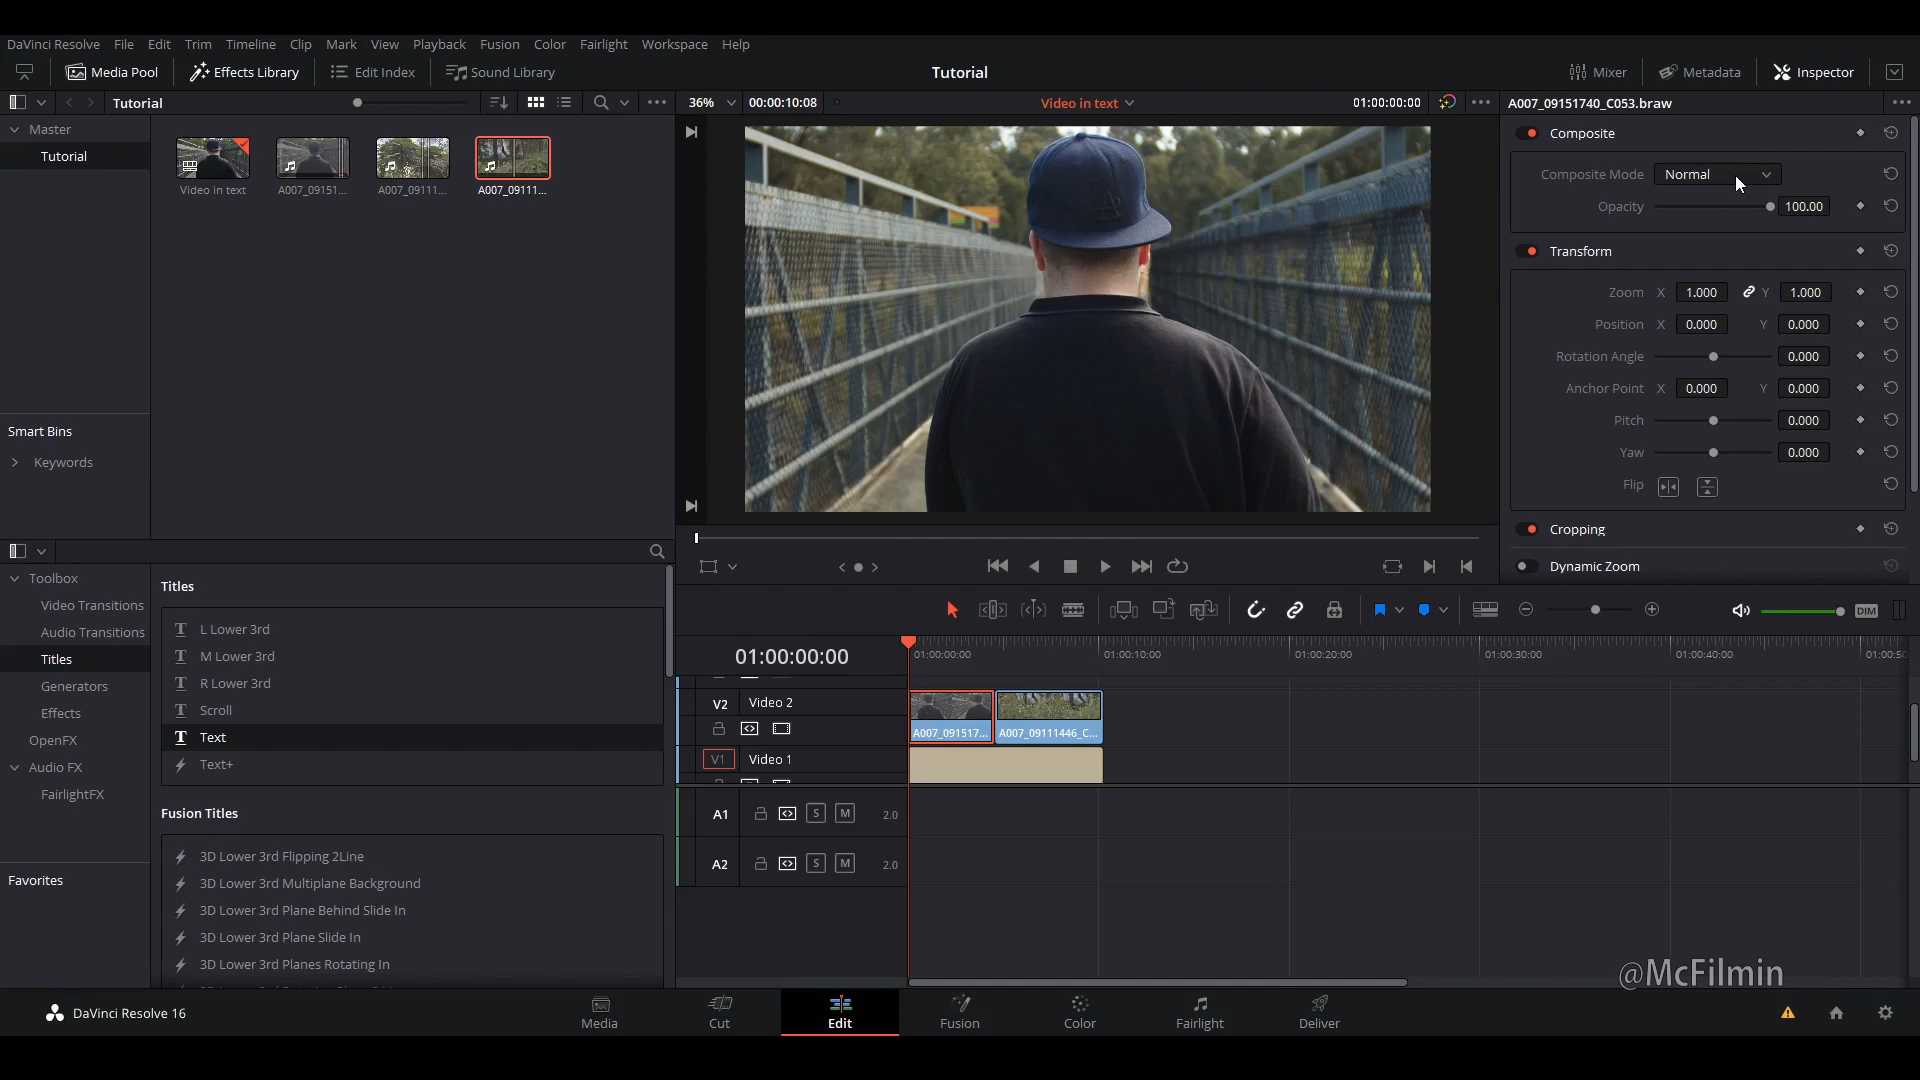 DaVinci Resolve File Edit Trim Timeline Clip Mark View Playback Fusion Color Fairlight Workspace Help
Media Pool Effects Library Edit Index Sound Library Tutorial Mixer Metadata Inspector
Tutorial 36% 00:00:10:08 Video in text 01:00:00:00 A007_09151740_C053.braw
Master
Tutorial
Video in text A007_09151... A007_09111... A007_09111...
Composite
Composite Mode Normal
Opacity 100.00
Transform
Zoom X 1.000 Y 1.000
Position X 0.000 Y 0.000
Rotation Angle 0.000
Anchor Point X 0.000 Y 0.000
Pitch 0.000
Yaw 0.000
Flip
Cropping
Dynamic Zoom
Smart Bins
Keywords
Toolbox
Video Transitions
Audio Transitions
Titles
Generators
Effects
OpenFX
Audio FX
FairlightFX
Favorites
Titles
L Lower 3rd
M Lower 3rd
R Lower 3rd
Scroll
Text
Text+
Fusion Titles
3D Lower 3rd Flipping 2Line
3D Lower 3rd Multiplane Background
3D Lower 3rd Plane Behind Slide In
3D Lower 3rd Plane Slide In
3D Lower 3rd Planes Rotating In
DIM
01:00:00:00 01:00:00:00 01:00:10:00 01:00:20:00 01:00:30:00 01:00:40:00 01:00:50
V2 Video 2
A007_091517... A007_09111446_C...
V1 Video 1
A1 S M 2.0
A2 S M 2.0
@McFilmin
DaVinci Resolve 16 Media Cut Edit Fusion Color Fairlight Deliver